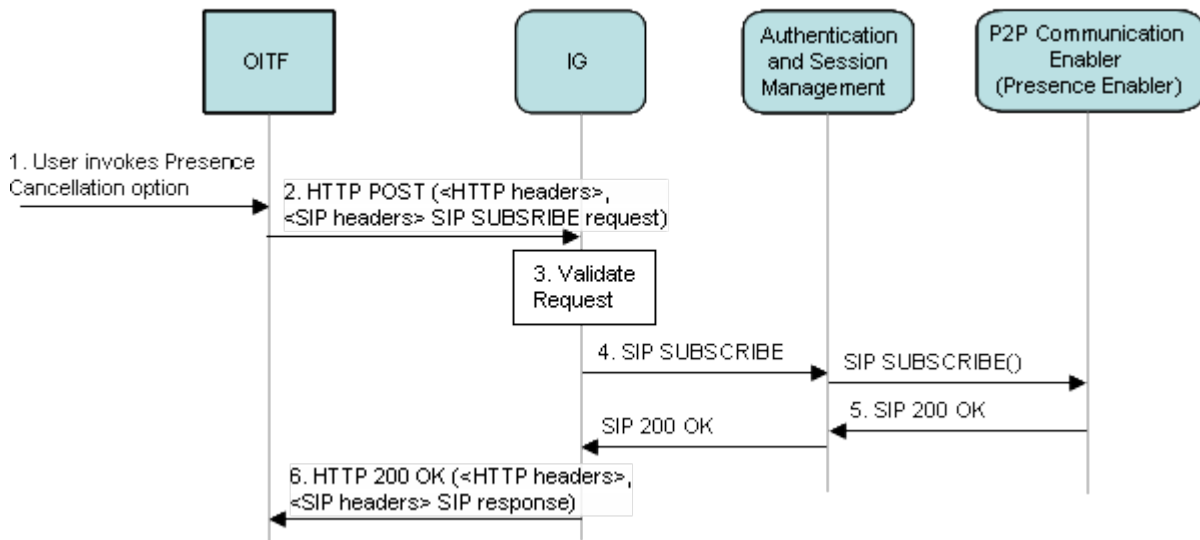 OITF
IG
Authentication
and Session
Management
P2P Communication
Enabler
(Presence Enabler)
1. User invokes Presence
Cancellation option
2. HTTP POST (<HTTP headers>,
<SIP headers> SIP SUBSRIBE request)
3. Validate
Request
4. SIP SUBSCRIBE
SIP SUBSCRIBE()
5. SIP 200 OK
SIP 200 OK
6. HTTP 200 OK (<HTTP headers>,
<SIP headers> SIP response)